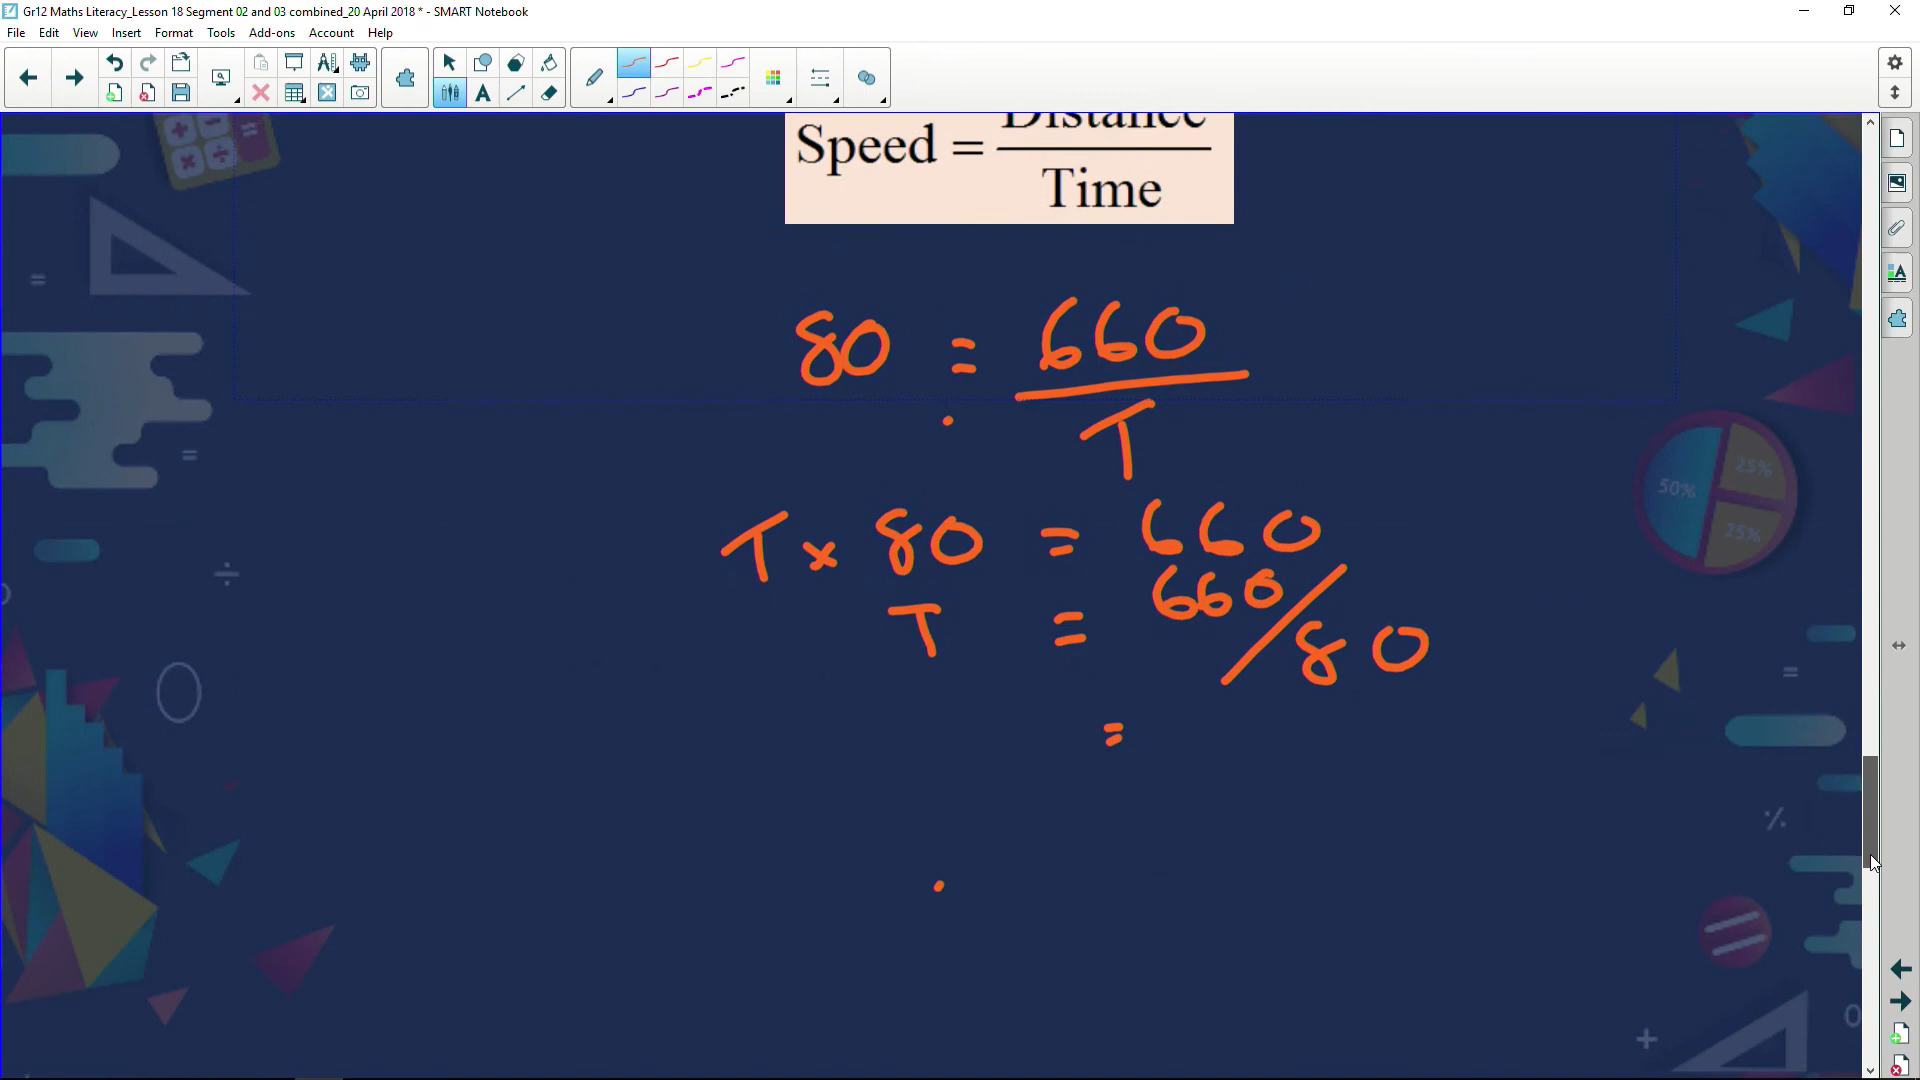 Gr12 Maths Literacy_Lesson 18 Segment 02 and 03 combined_20 April 2018 * - SMART Notebook
File Edit View Insert Format Tools Add-ons Account Help
Speed = Distance
Time
80 = 660
T
T × 80 = 660
T = 660/80
=
50% 25%
25%